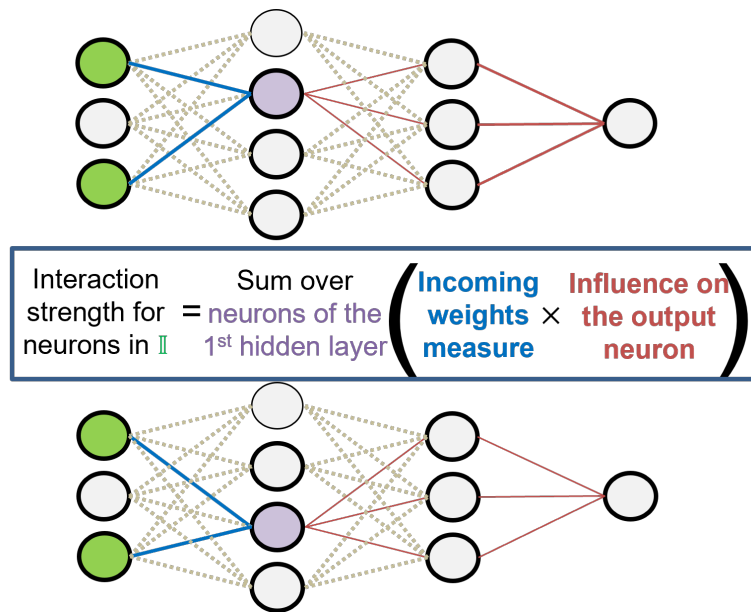 Interaction strength for neurons in 𝕀
=
Sum over neurons of the 1st hidden layer
(
Incoming weights measure
×
Influence on the output neuron
)